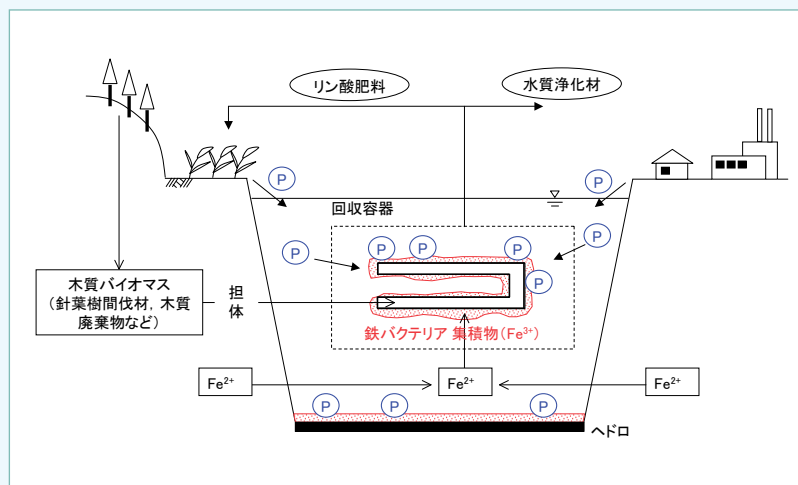 リン酸肥料
水質浄化材
P
P
回収容器
P
P
P
P
P
P
木質バイオマス
(針葉樹間伐材, 木質
廃棄物など)
担
体
鉄バクテリア 集積物(Fe³⁺)
Fe²⁺
Fe²⁺
Fe²⁺
P
P
P
ヘドロ